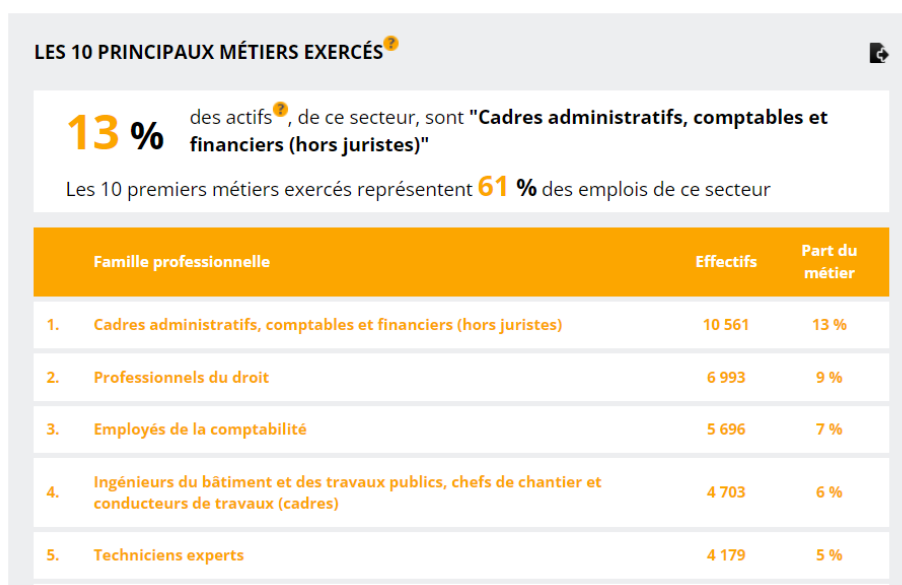 LES 10 PRINCIPAUX MÉTIERS EXERCÉS ?
13 % des actifs ?, de ce secteur, sont "Cadres administratifs, comptables et
financiers (hors juristes)"
Les 10 premiers métiers exercés représentent 61 % des emplois de ce secteur
Famille professionnelle Effectifs Part du
métier
1. Cadres administratifs, comptables et financiers (hors juristes) 10 561 13 %
2. Professionnels du droit 6 993 9 %
3. Employés de la comptabilité 5 696 7 %
4. Ingénieurs du bâtiment et des travaux publics, chefs de chantier et
conducteurs de travaux (cadres) 4 703 6 %
5. Techniciens experts 4 179 5 %